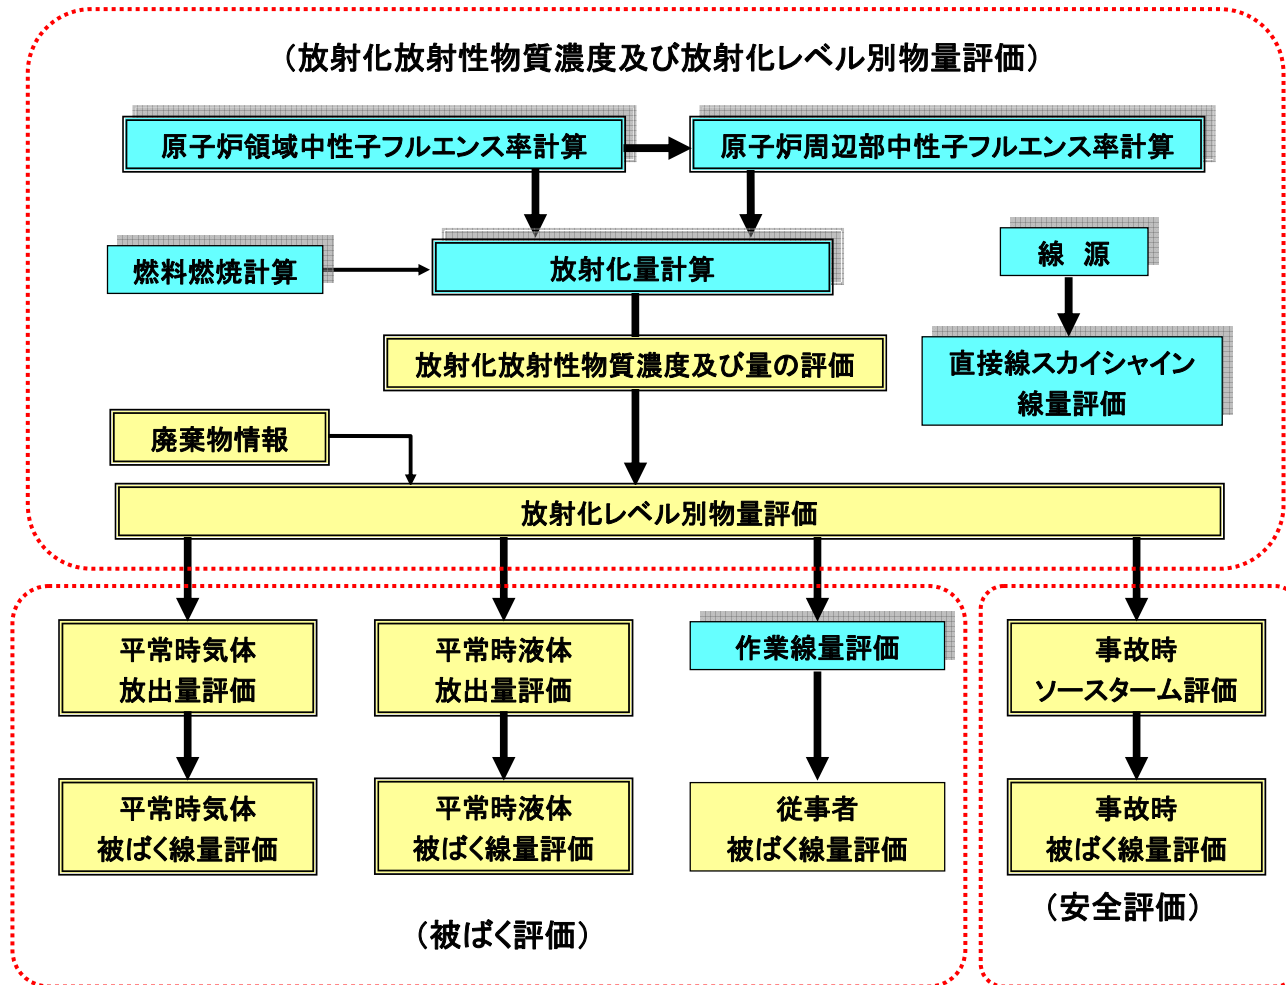 （放射化放射性物質濃度及び放射化レベル別物量評価）
原子炉領域中性子フルエンス率計算
原子炉周辺部中性子フルエンス率計算
燃料燃焼計算
放射化量計算
線 源
放射化放射性物質濃度及び量の評価
直接線スカイシャイン
線量評価
廃棄物情報
放射化レベル別物量評価
平常時気体
放出量評価
平常時液体
放出量評価
作業線量評価
事故時
ソースターム評価
平常時気体
被ばく線量評価
平常時液体
被ばく線量評価
従事者
被ばく線量評価
事故時
被ばく線量評価
（被ばく評価）
（安全評価）